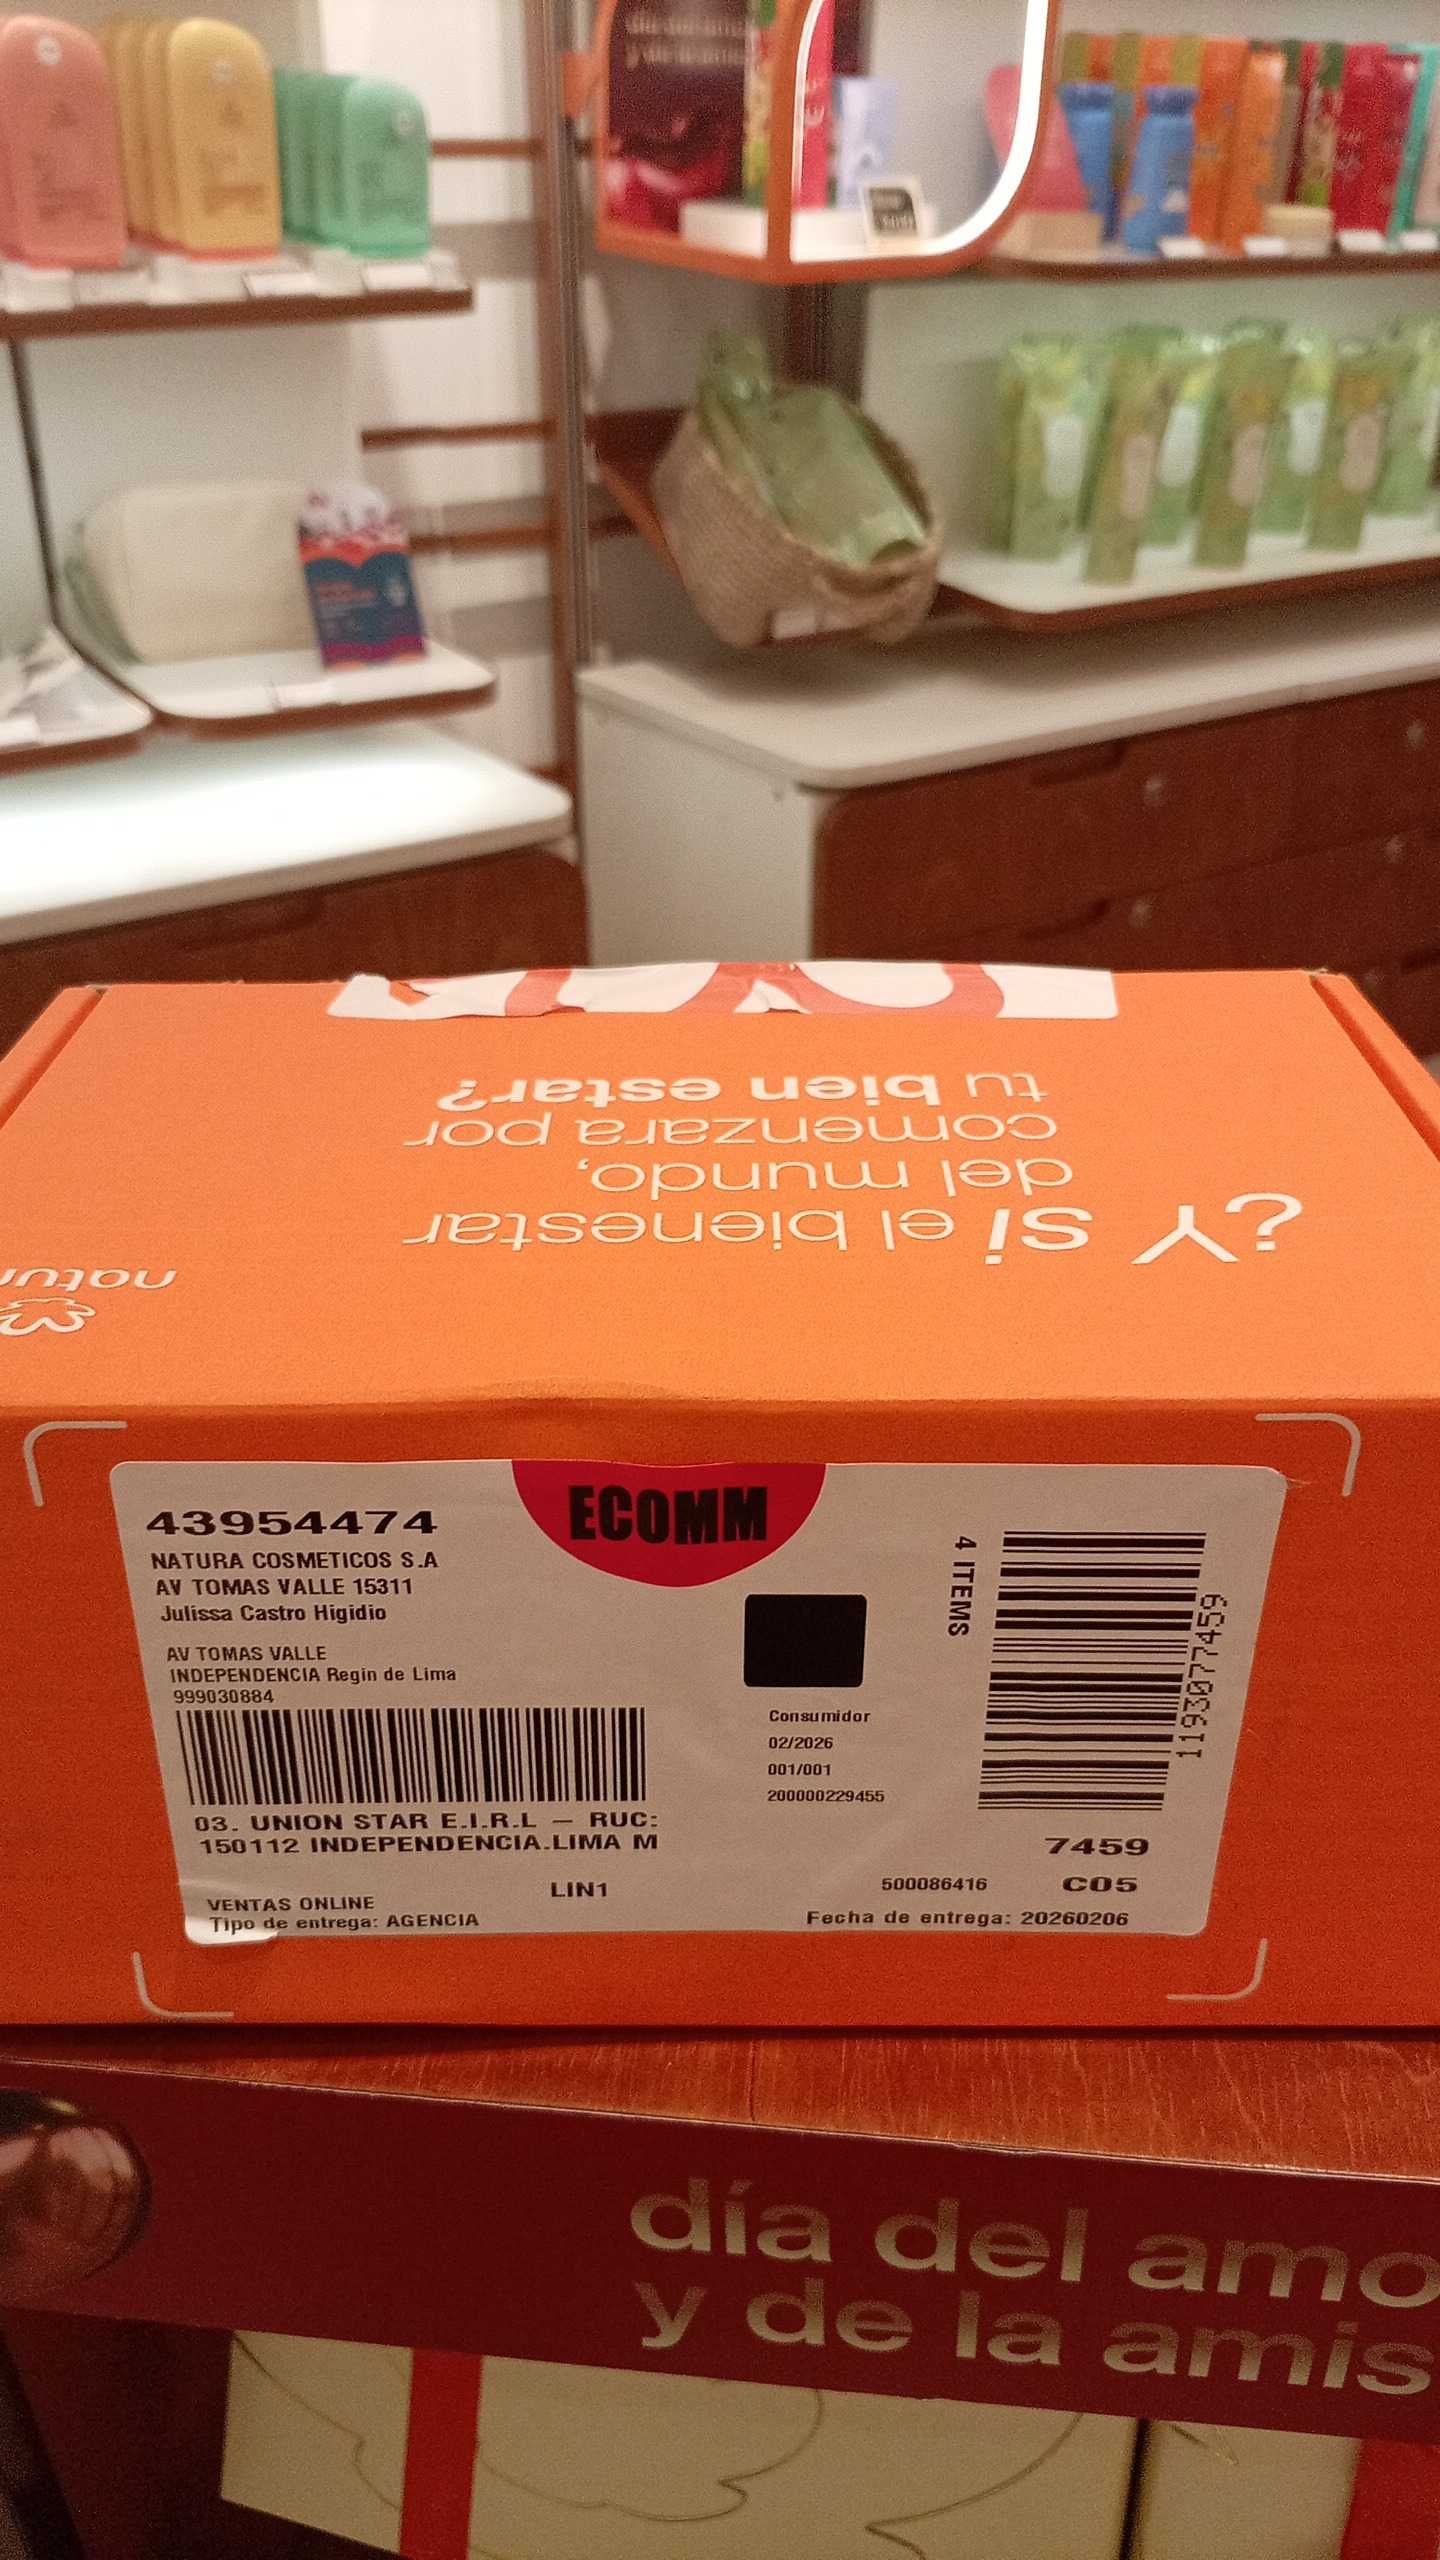 ¿Y si el bienestar
del mundo,
comenzara por
tu bien estar?
natur
ECOMM
43954474
NATURA COSMETICOS S.A
AV TOMAS VALLE 15311
Julissa Castro Higidio
AV TOMAS VALLE
INDEPENDENCIA Regin de Lima
999030884
03. UNION STAR E.I.R.L – RUC:
150112 INDEPENDENCIA.LIMA M
LIN1
VENTAS ONLINE
Tipo de entrega: AGENCIA
Consumidor
02/2026
001/001
200000229455
4 ITEMS
1193077459
7459
500086416
C05
Fecha de entrega: 20260206
día del amo
y de la amis